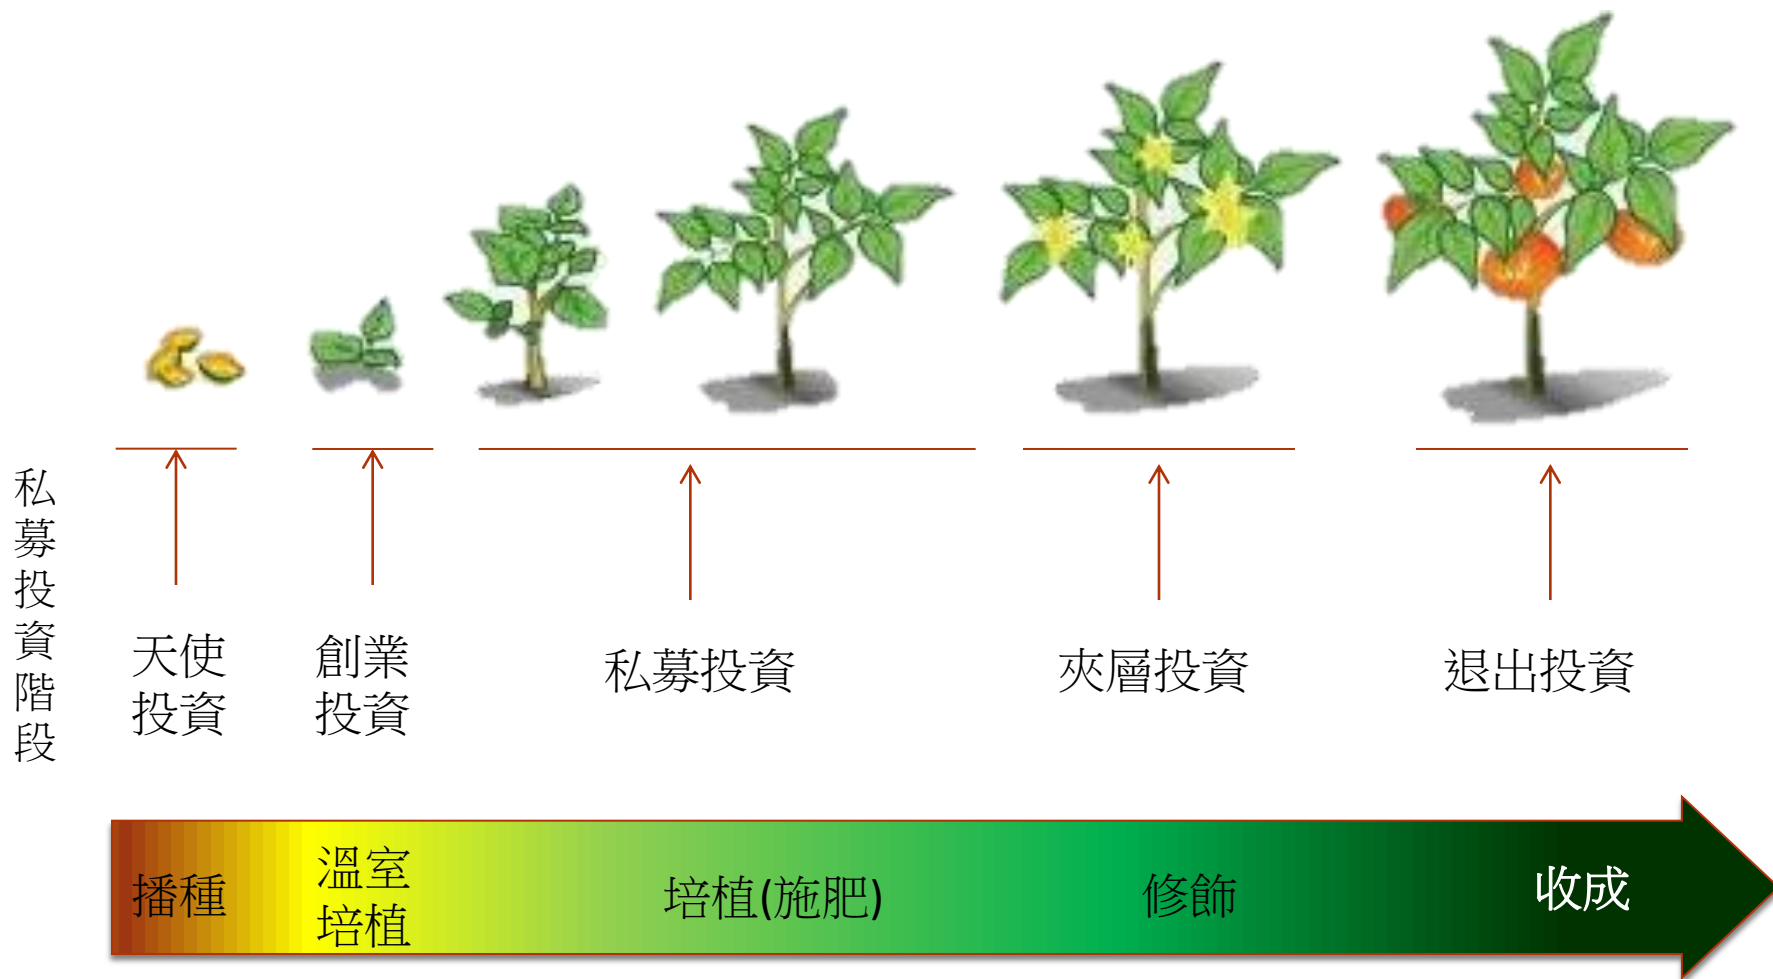 私募投資階段
天使
投資
創業
投資
私募投資
夾層投資
退出投資
播種
溫室
培植
培植(施肥)
修飾
收成